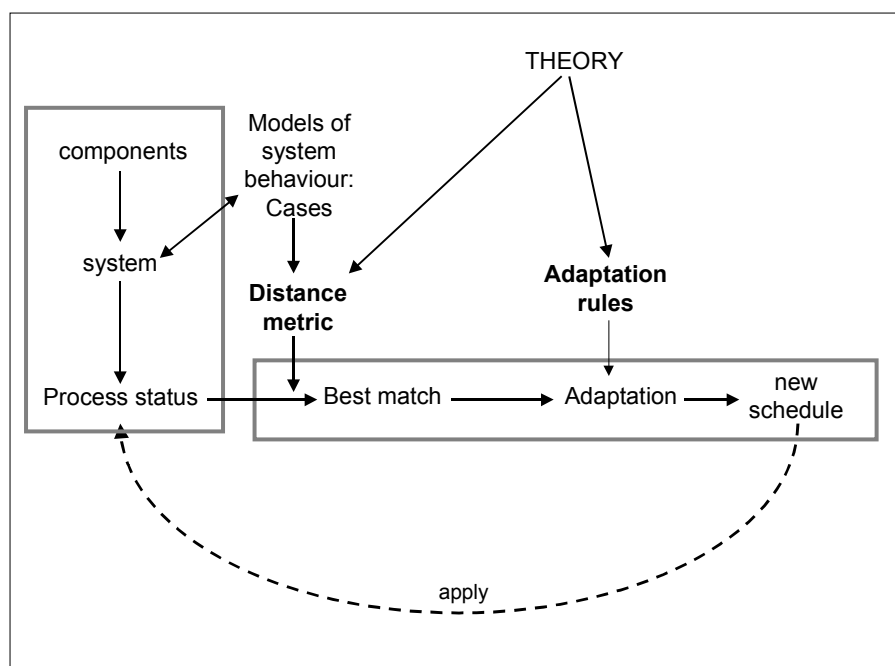 THEORY
components
Models of
system
behaviour:
Cases
system
Distance
metric
Adaptation
rules
Process status
Best match
Adaptation
new
schedule
apply